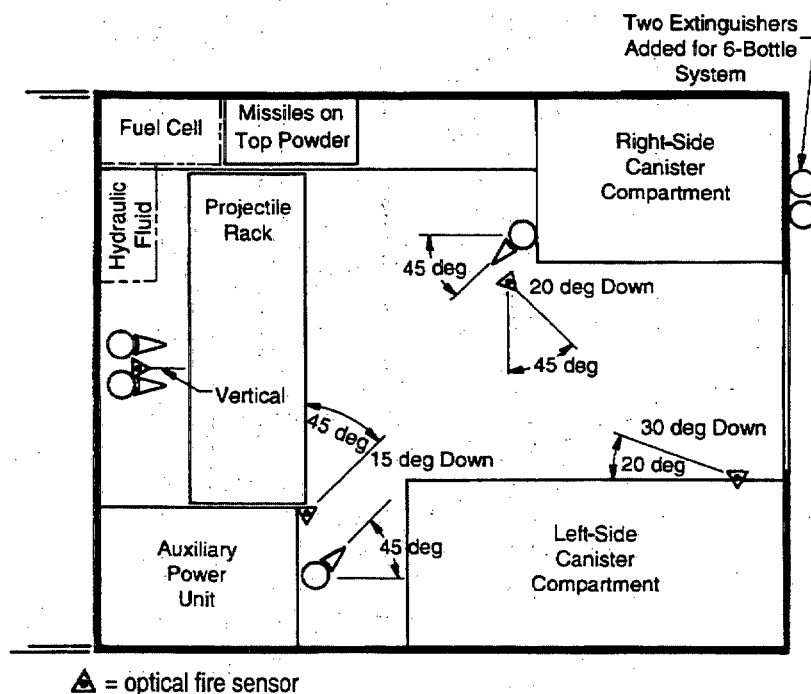 Two Extinguishers
Added for 6-Bottle
System
Fuel Cell
Missiles on
Top Powder
Right-Side
Canister
Compartment
Hydraulic
Fluid
Projectile
Rack
45 deg
20 deg Down
45 deg
Vertical
45 deg
15 deg Down
30 deg Down
20 deg
Auxiliary
Power
Unit
45 deg
Left-Side
Canister
Compartment
= optical fire sensor